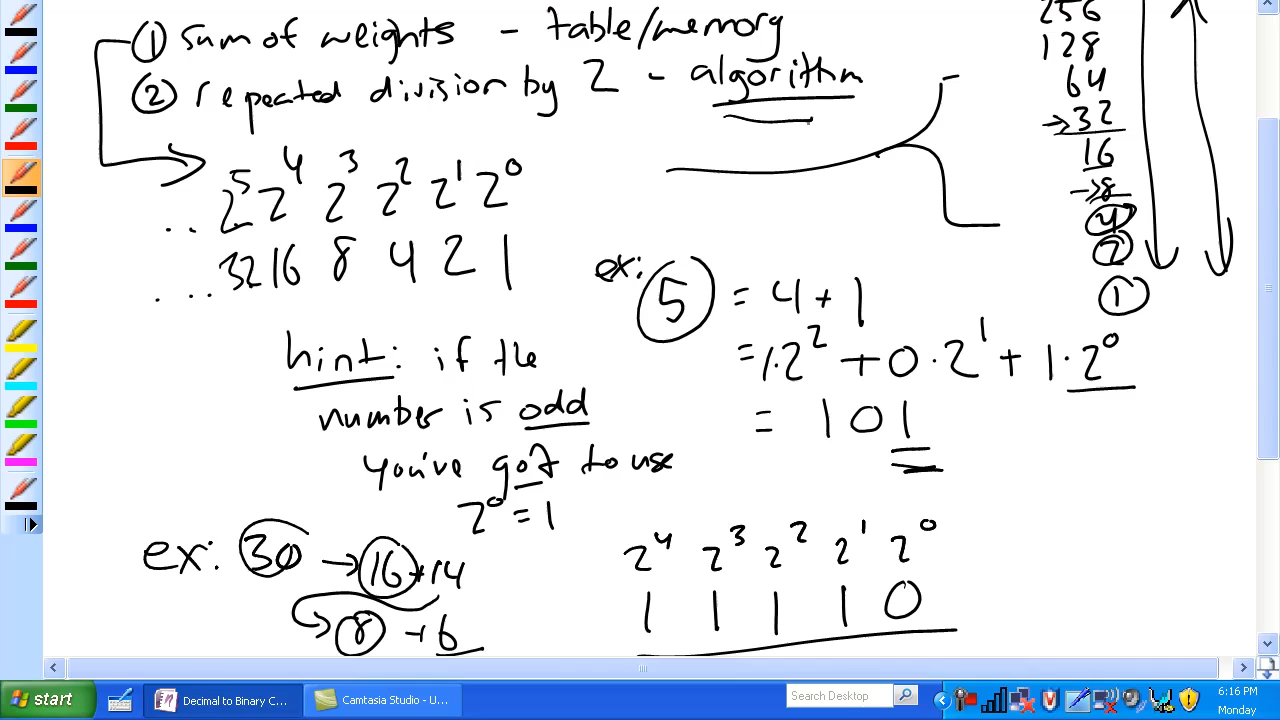 ① sum of weights - table/memory
② repeated division by 2 - algorithm
2^5 2^4 2^3 2^2 2^1 2^0
.. 32 16 8 4 2 1
...
256
128
64
→32
16
→8
④
②
①
ex: ⑤ = 4 + 1
= 1·2^2 + 0·2^1 + 1·2^0
= 101
hint: if the
number is odd
you've got to use
2^0 = 1
ex: 30 → 16 + 14
↳ 8 + 6
2^4 2^3 2^2 2^1 2^0
1 1 1 1 0
start
Decimal to Binary C...
Camtasia Studio - U...
Search Desktop
6:16 PM
Monday